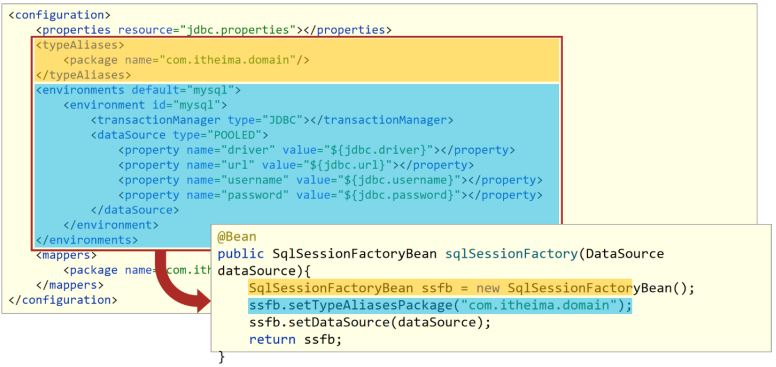 <configuration>
<properties resource="jdbc.properties"></properties>
<typeAliases>
<package name="com.itheima.domain"/>
</typeAliases>
<environments default="mysql">
<environment id="mysql">
<transactionManager type="JDBC"></transactionManager>
<dataSource type="POOLED">
<property name="driver" value="${jdbc.driver}"></property>
<property name="url" value="${jdbc.url}"></property>
<property name="username" value="${jdbc.username}"></property>
<property name="password" value="${jdbc.password}"></property>
</dataSource>
</environment>
</environments>
<mappers>
<package name="com.ith
</mappers>
</configuration>
@Bean
public SqlSessionFactoryBean sqlSessionFactory(DataSource
dataSource){
SqlSessionFactoryBean ssfb = new SqlSessionFactoryBean();
ssfb.setTypeAliasesPackage("com.itheima.domain");
ssfb.setDataSource(dataSource);
return ssfb;
}